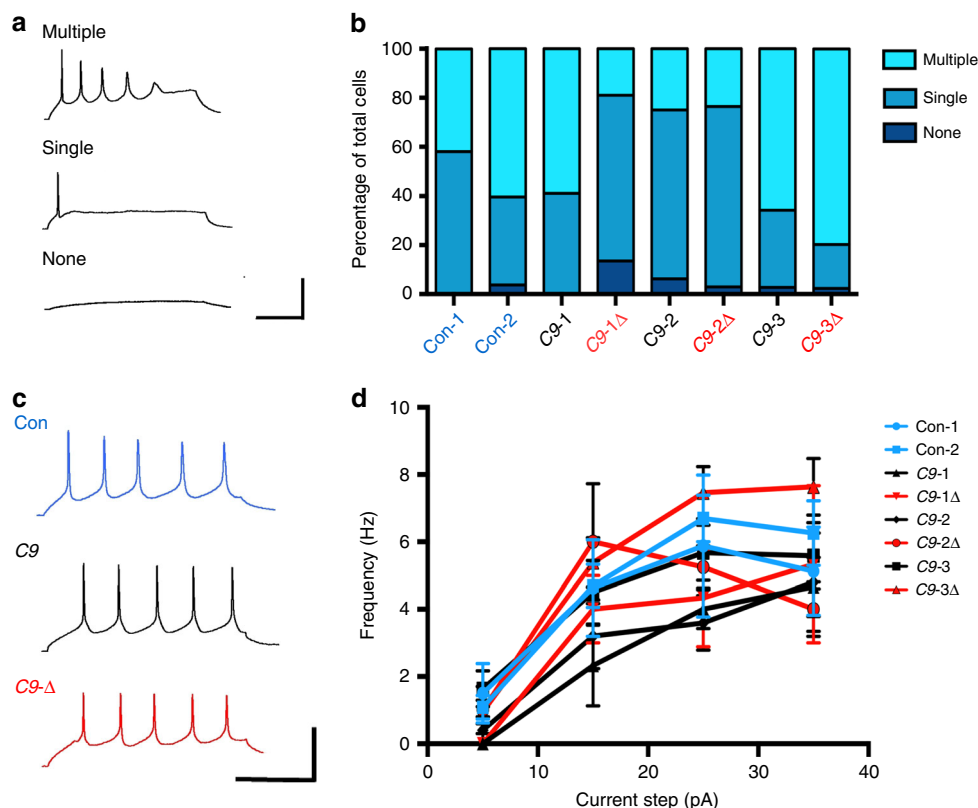 a
Multiple
Single
None
b
Percentage of total cells
100
80
60
40
20
0
Con-1
Con-2
C9-1
C9-1Δ
C9-2
C9-2Δ
C9-3
C9-3Δ
Multiple
Single
None
c
Con
C9
C9-Δ
d
Frequency (Hz)
10
8
6
4
2
0
0 10 20 30 40
Current step (pA)
Con-1
Con-2
C9-1
C9-1Δ
C9-2
C9-2Δ
C9-3
C9-3Δ